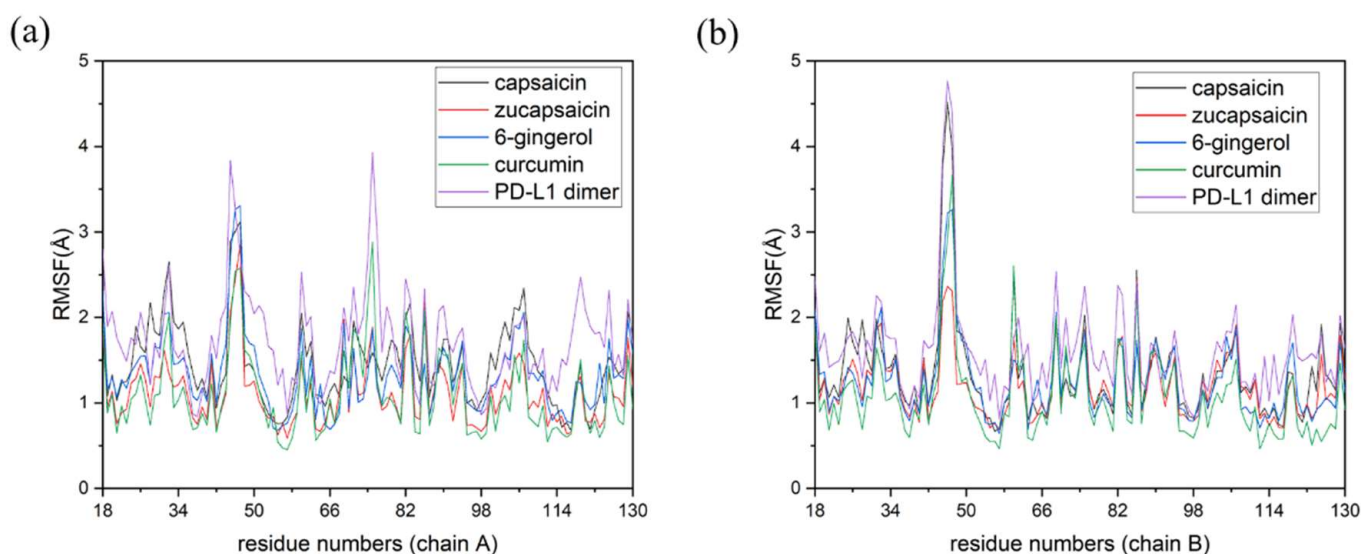 (a)
5
4
3
2
1
0
RMSF(Å)
capsaicin
zucapsaicin
6-gingerol
curcumin
PD-L1 dimer
18 34 50 66 82 98 114 130
residue numbers (chain A)
(b)
5
4
3
2
1
0
RMSF(Å)
capsaicin
zucapsaicin
6-gingerol
curcumin
PD-L1 dimer
18 34 50 66 82 98 114 130
residue numbers (chain B)